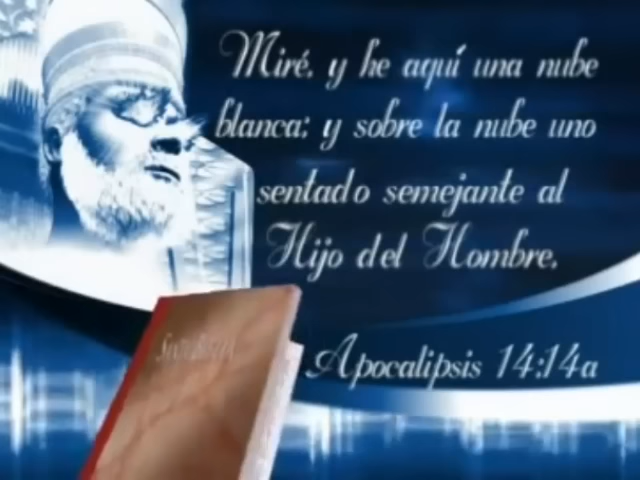 Miré, y he aquí una nube
blanca; y sobre la nube uno
sentado semejante al
Hijo del Hombre.
Apocalipsis 14:14a